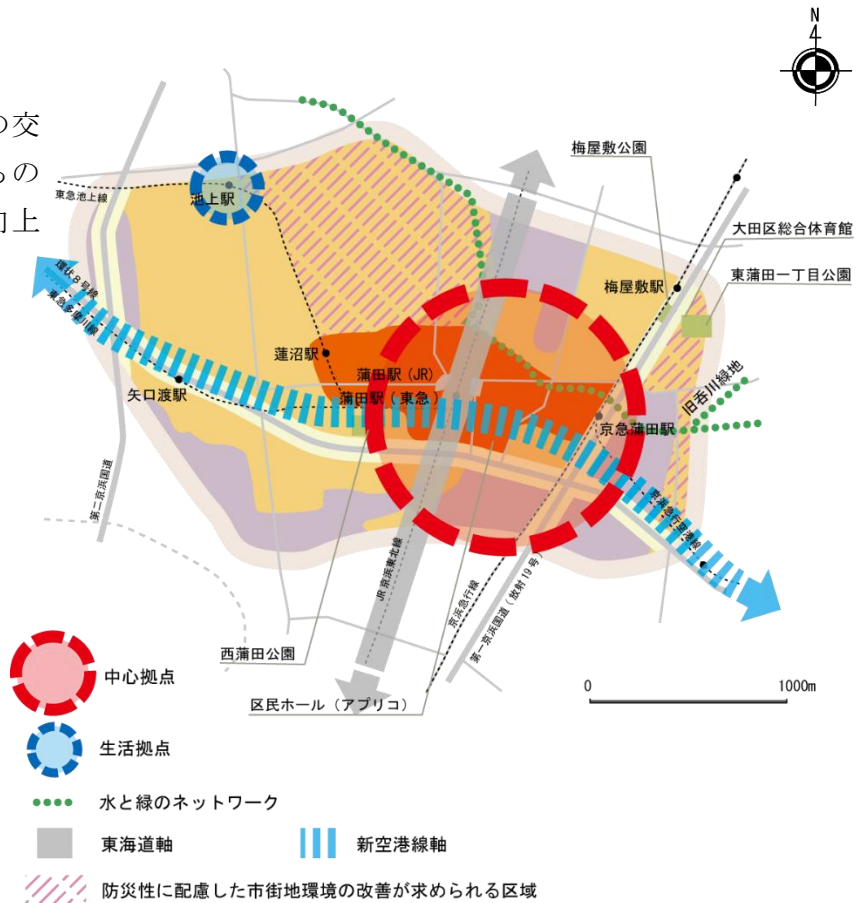 N
の交
らの
向上
梅屋敷公園
大田区総合体育館
東蒲田一丁目公園
池上駅
東急池上線
梅屋敷駅
環状8号線
東急多摩川線
蓮沼駅
蒲田駅(JR)
蒲田駅(東急)
矢口渡駅
旧呑川緑地
京急蒲田駅
第二京浜国道
京浜急行空港線
JR京浜東北線
京浜急行線
第一京浜国道(放射19号)
西蒲田公園
区民ホール(アプリコ)
0 1000m
中心拠点
生活拠点
水と緑のネットワーク
東海道軸
新空港線軸
防災性に配慮した市街地環境の改善が求められる区域